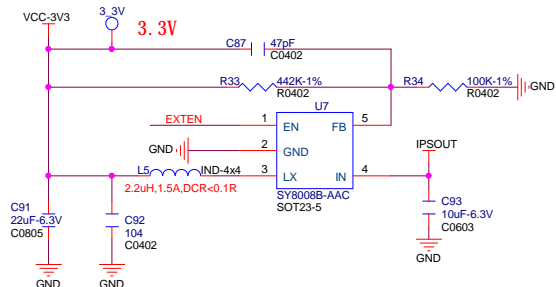 VCC-3V3
3_3V
3.3V
C87
47pF
C0402
R33
442K-1%
R0402
R34
100K-1%
R0402
GND
U7
EXTEN
1
EN
FB
5
GND
2
GND
IPSOUT
L5
IND-4x4
3
LX
IN
4
2.2uH,1.5A,DCR<0.1R
SY8008B-AAC
SOT23-5
C91
22uF-6.3V
C0805
C92
104
C0402
C93
10uF-6.3V
C0603
GND
GND
GND